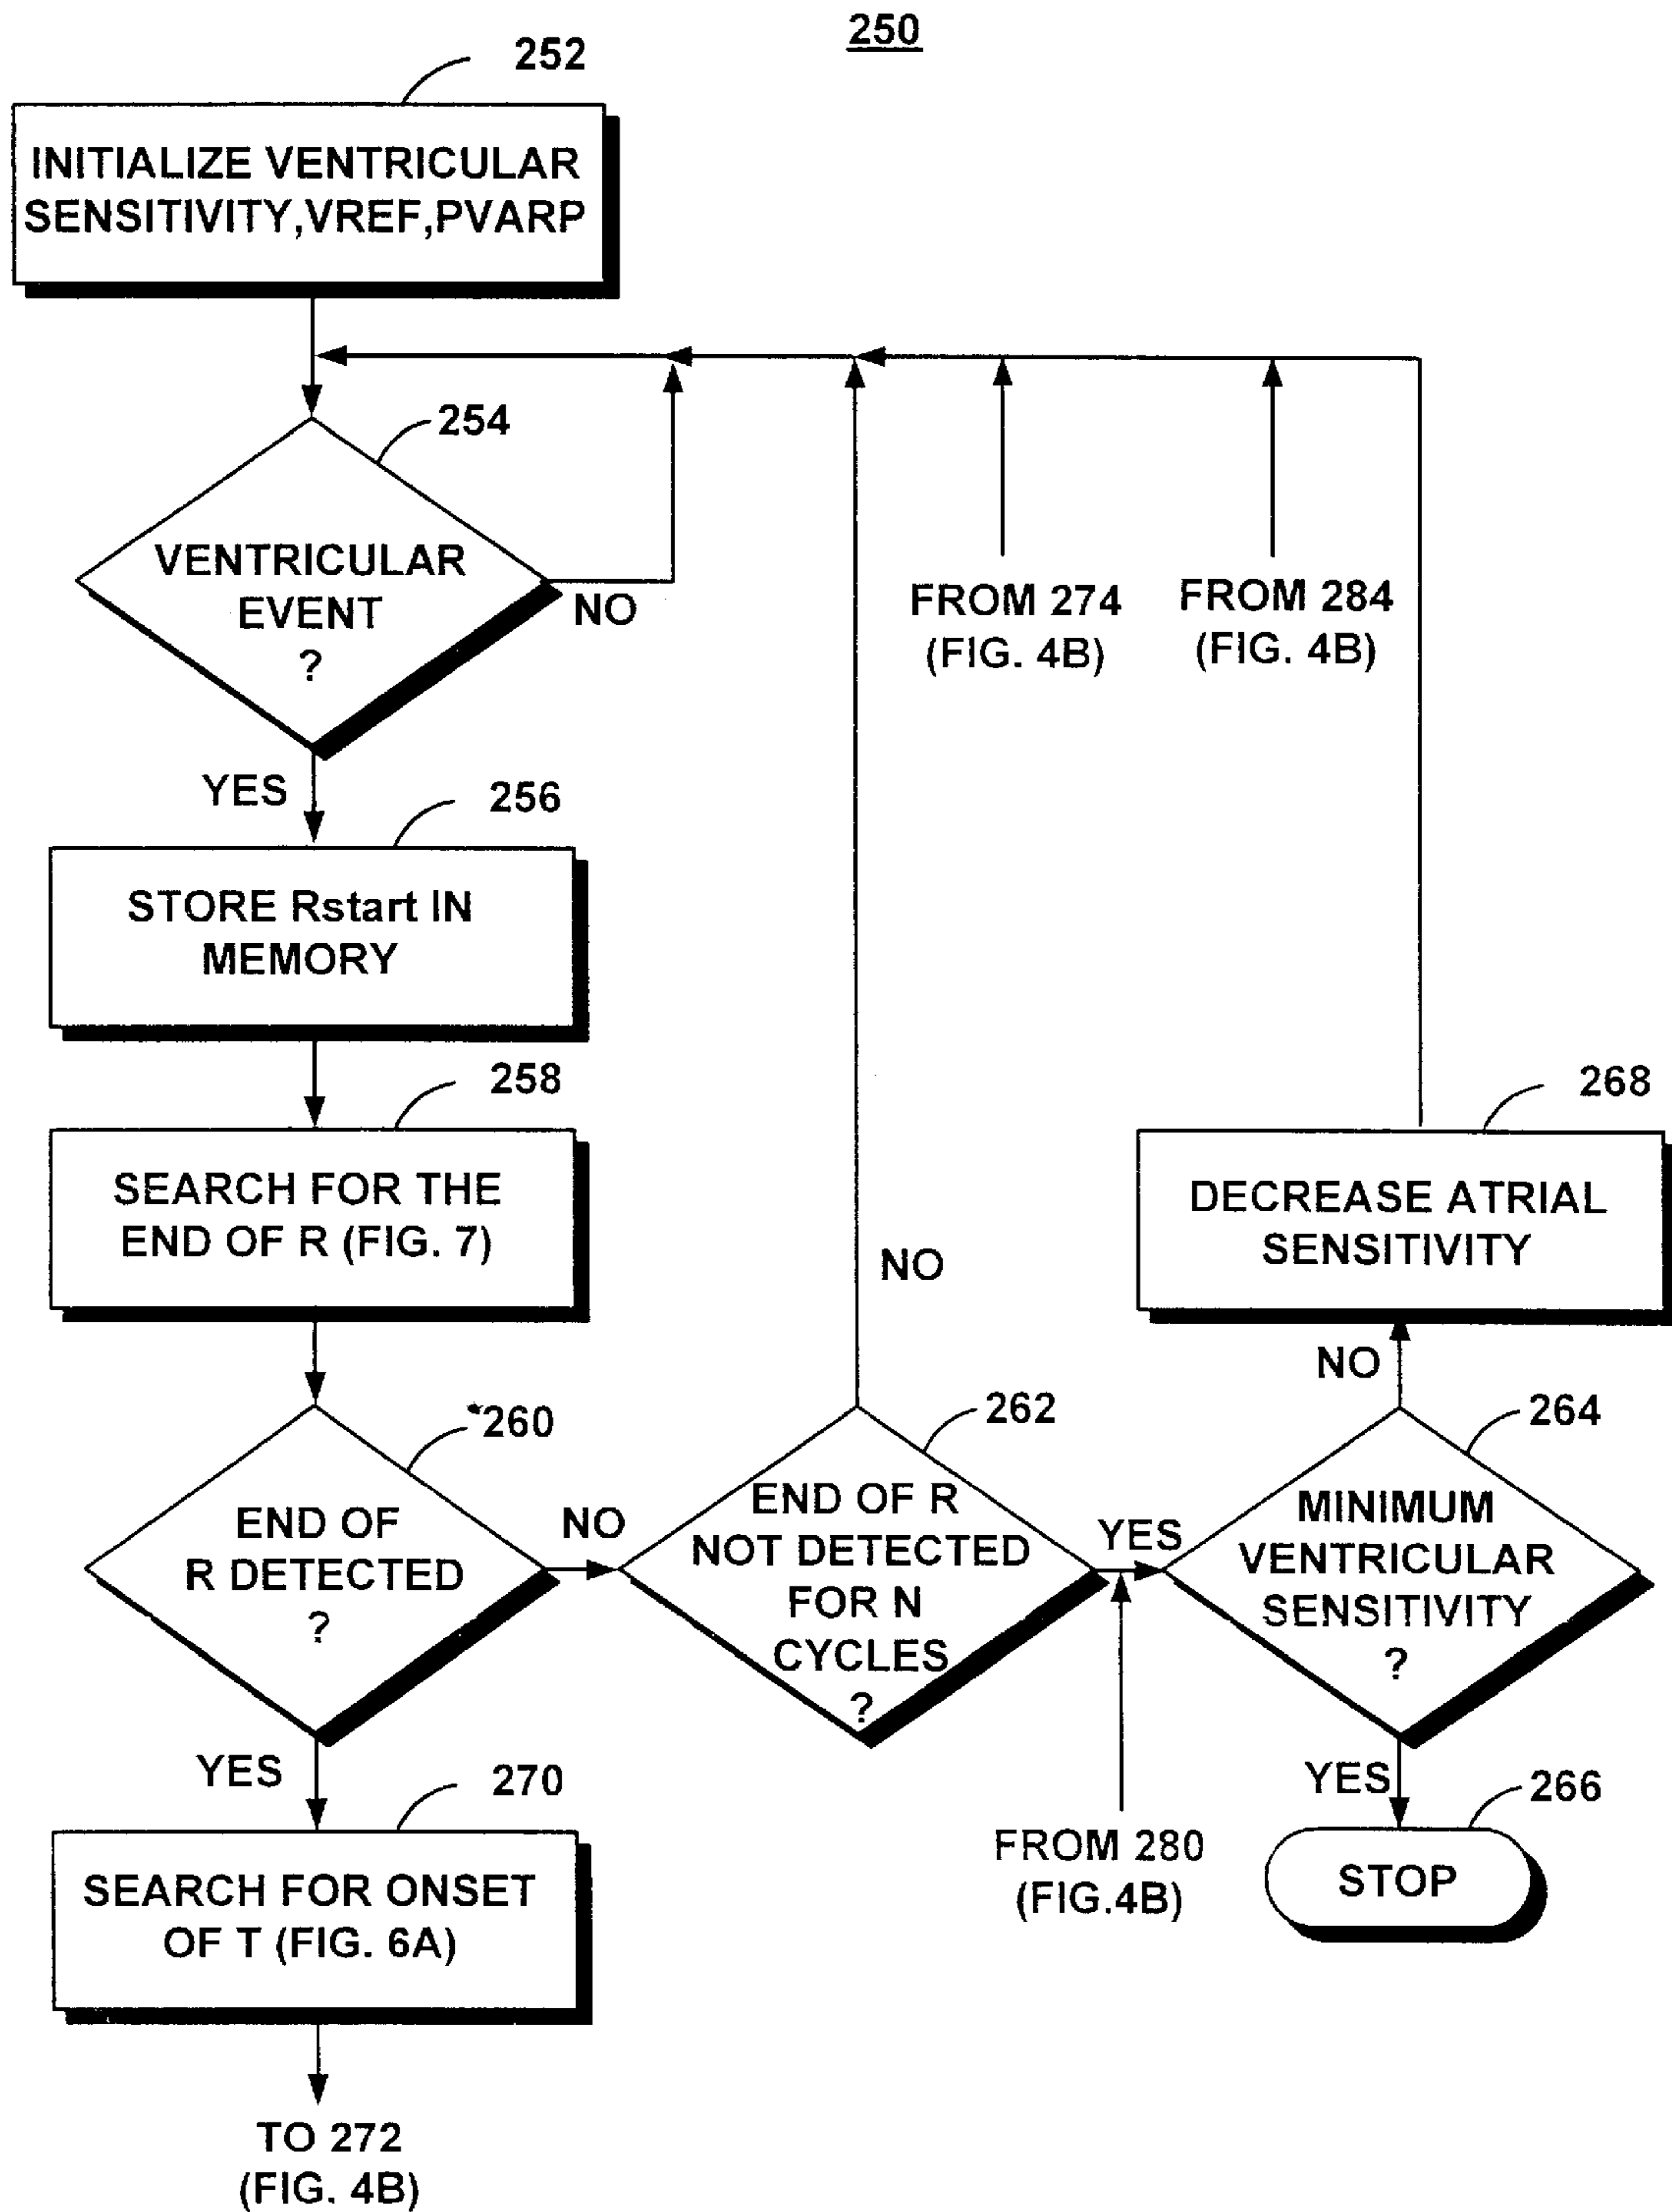 250
252
INITIALIZE VENTRICULAR
SENSITIVITY,VREF,PVARP
254
VENTRICULAR
EVENT
?
NO
FROM 274
(FIG. 4B)
FROM 284
(FIG. 4B)
YES
256
STORE Rstart IN
MEMORY
258
SEARCH FOR THE
END OF R (FIG. 7)
268
DECREASE ATRIAL
SENSITIVITY
NO
NO
260
END OF
R DETECTED
?
NO
262
END OF R
NOT DETECTED
FOR N
CYCLES
?
YES
264
MINIMUM
VENTRICULAR
SENSITIVITY
?
YES
270
SEARCH FOR ONSET
OF T (FIG. 6A)
FROM 280
(FIG.4B)
YES
266
STOP
TO 272
(FIG. 4B)